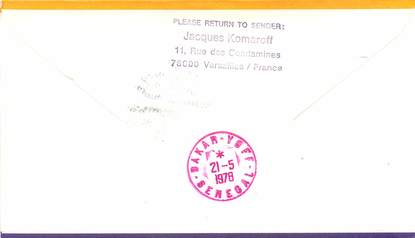 PLEASE RETURN TO SENDER:
Jacques Komaroff
11, Rue des Condamines
78000 Versailles / France
DAKAR-YOFF
*
21-5
1978
SENEGAL